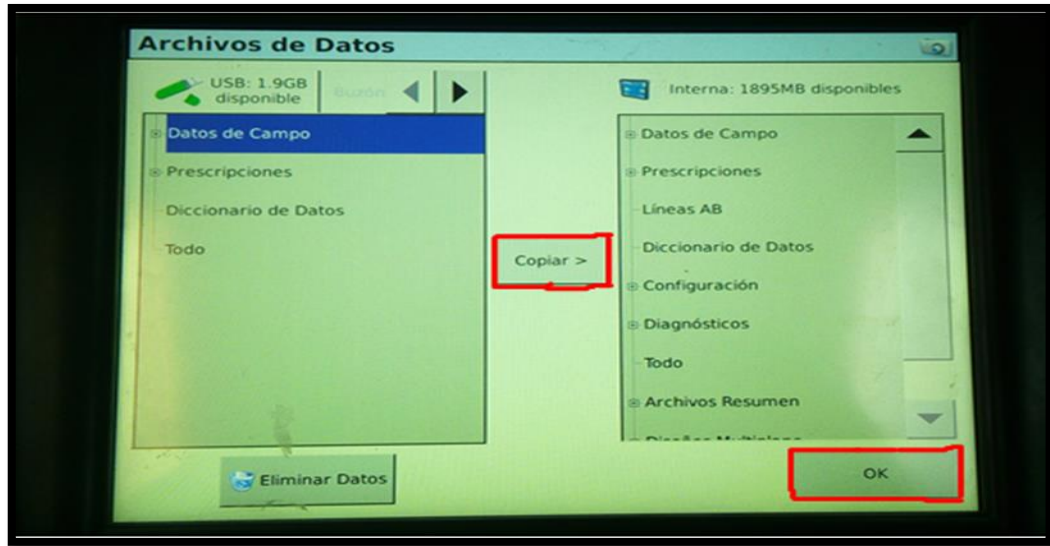 Archivos de Datos
USB: 1.9GB
disponible
Buzón
Interna: 1895MB disponibles
Datos de Campo
Prescripciones
Diccionario de Datos
Todo
Copiar >
Datos de Campo
Prescripciones
Líneas AB
Diccionario de Datos
Configuración
Diagnósticos
Todo
Archivos Resumen
Eliminar Datos
OK